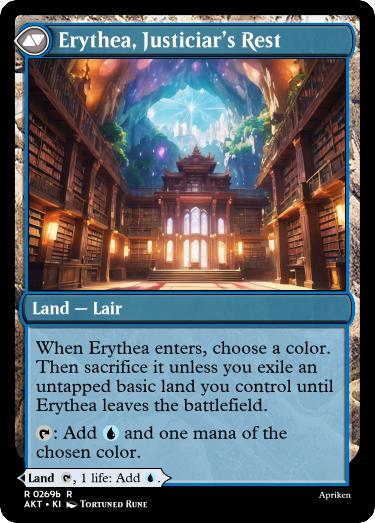 Erythea, Justiciar's Rest
Land — Lair
When Erythea enters, choose a color.
Then sacrifice it unless you exile an
untapped basic land you control until
Erythea leaves the battlefield.
: Add and one mana of the
chosen color.
Land , 1 life: Add .
R 0269b R
AKT • KI Tortured Rune
Apriken